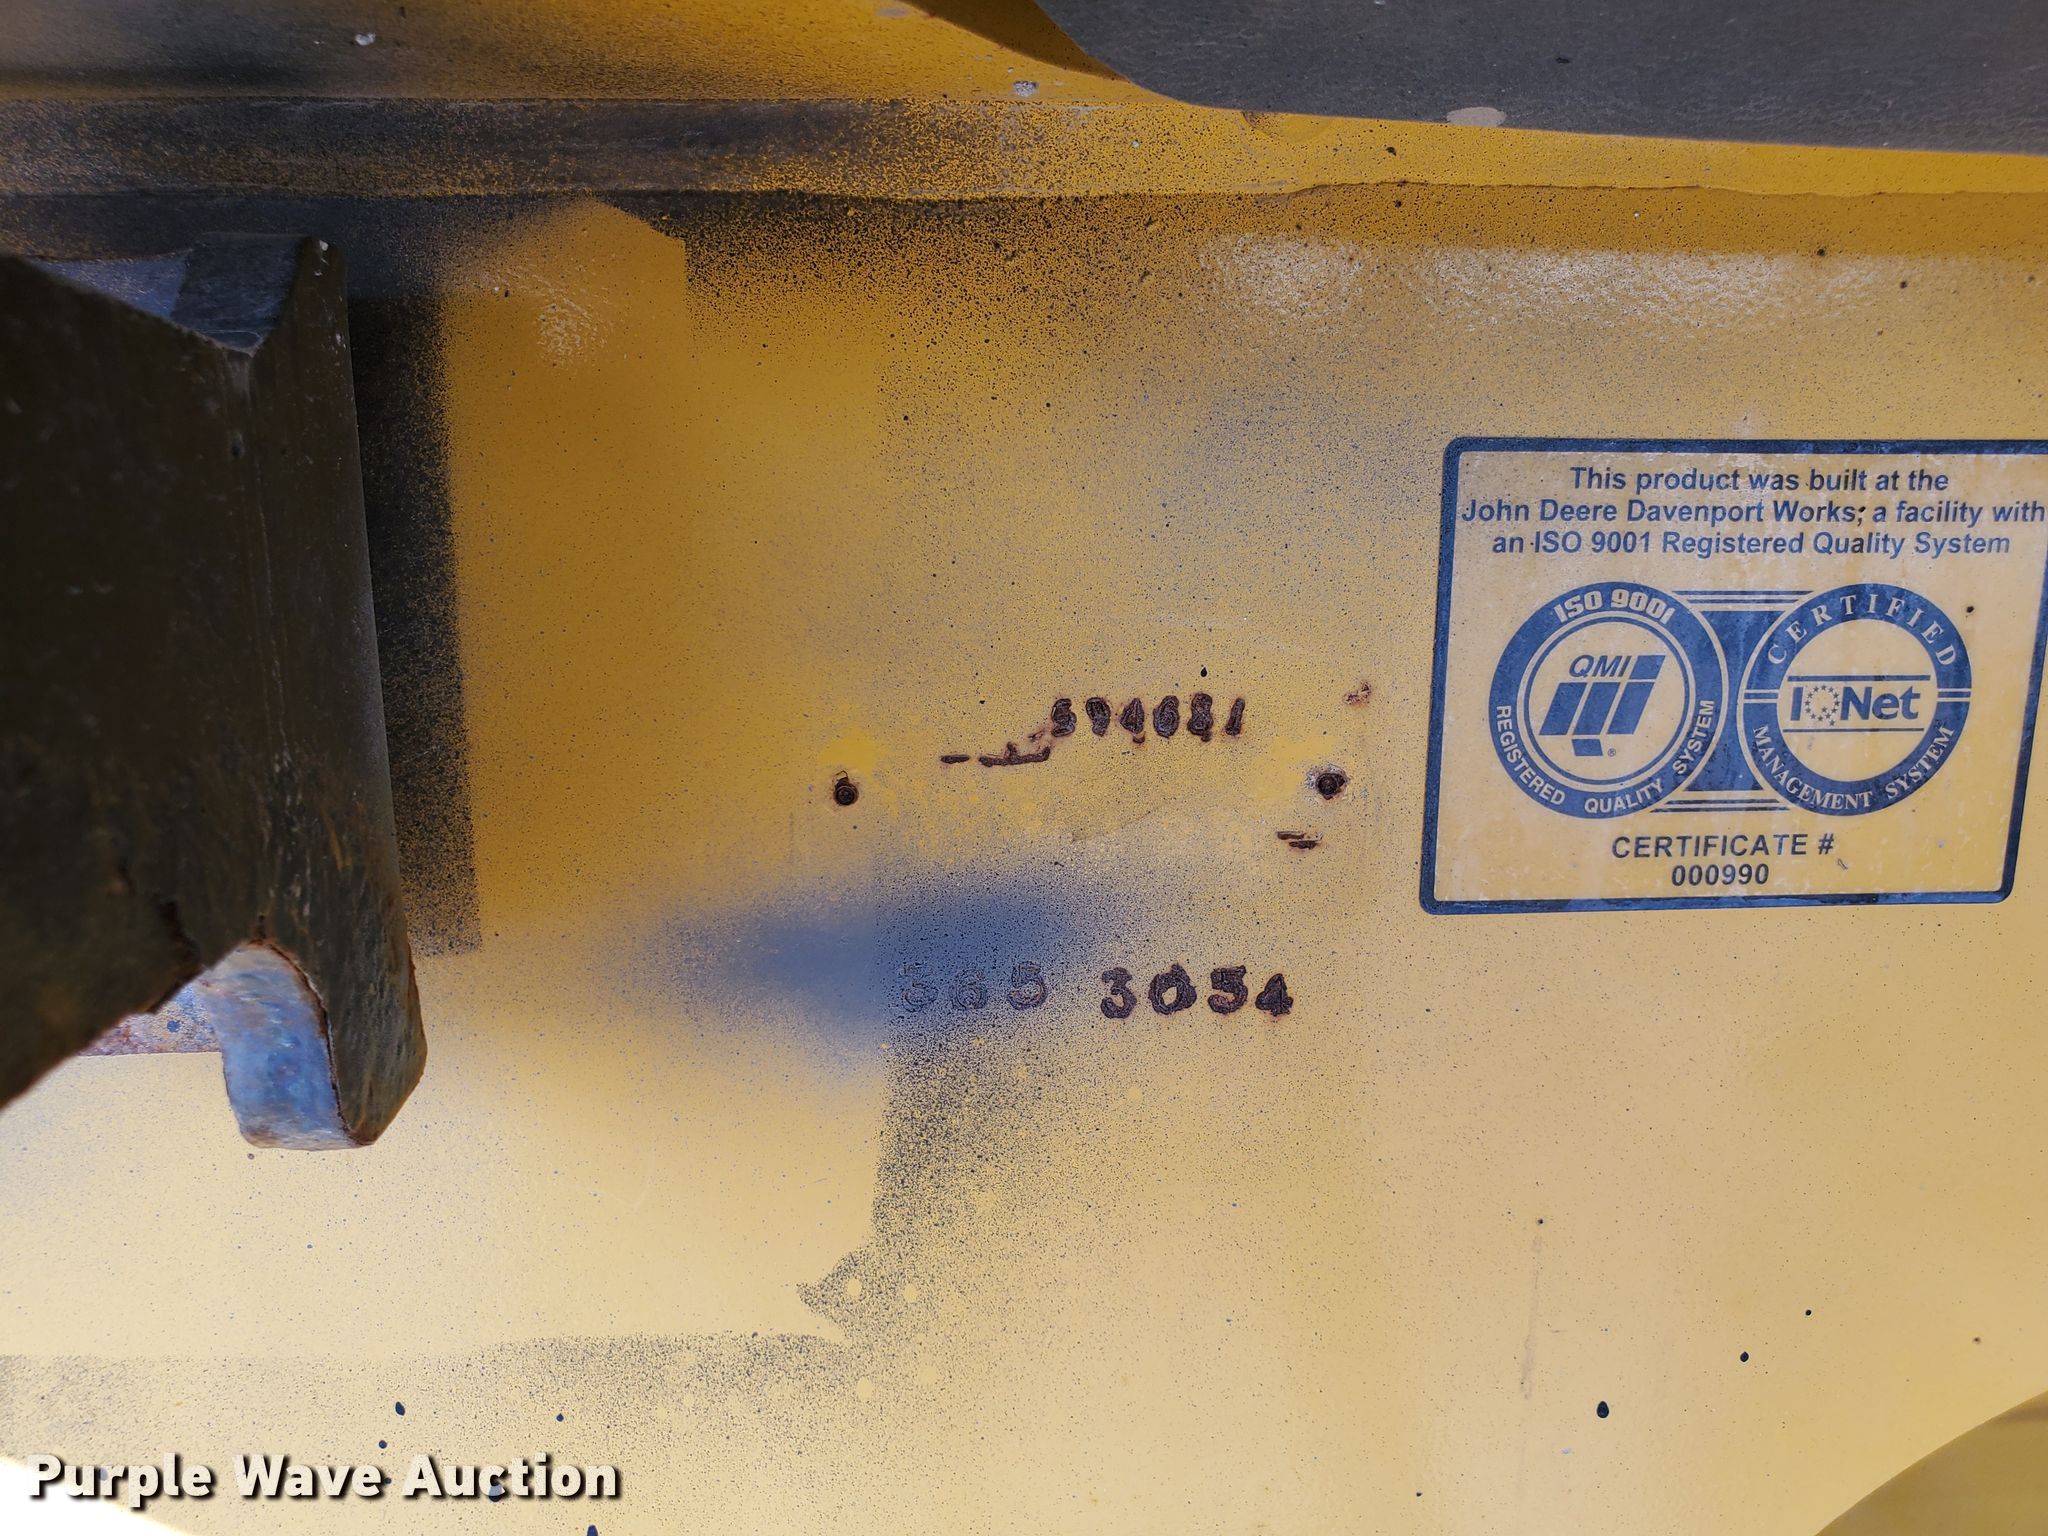 This product was built at the
John Deere Davenport Works, a facility with
an ISO 9001 Registered Quality System
ISO 9001
QMI
REGISTERED QUALITY SYSTEM
CERTIFIED
IQNet
MANAGEMENT SYSTEM
CERTIFICATE #
000990
565 3054
Purple Wave Auction